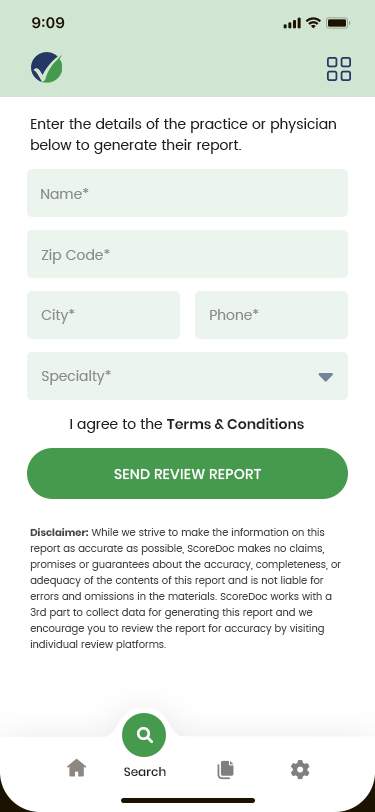 9:09
Enter the details of the practice or physician
below to generate their report.
Name*
Zip Code*
City*
Phone*
Specialty*
I agree to the Terms & Conditions
SEND REVIEW REPORT
Disclaimer: While we strive to make the information on this
report as accurate as possible, ScoreDoc makes no claims,
promises or guarantees about the accuracy, completeness, or
adequacy of the contents of this report and is not liable for
errors and omissions in the materials. ScoreDoc works with a
3rd part to collect data for generating this report and we
encourage you to review the report for accuracy by visiting
individual review platforms.
Search